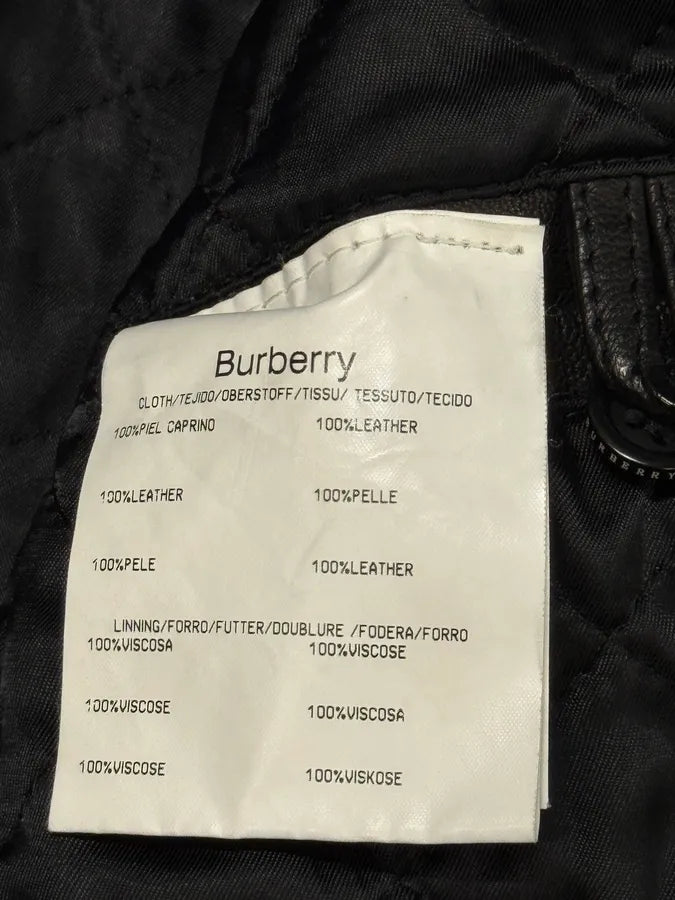 Burberry
CLOTH/TEJIDO/OBERSTOFF/TISSU/ TESSUTO/TECIDO
100%PIEL CAPRINO 100%LEATHER
100%LEATHER 100%PELLE
100%PELE 100%LEATHER
LINNING/FORRO/FUTTER/DOUBLURE /FODERA/FORRO
100%VISCOSA 100%VISCOSE
100%VISCOSE 100%VISCOSA
100%VISCOSE 100%VISKOSE